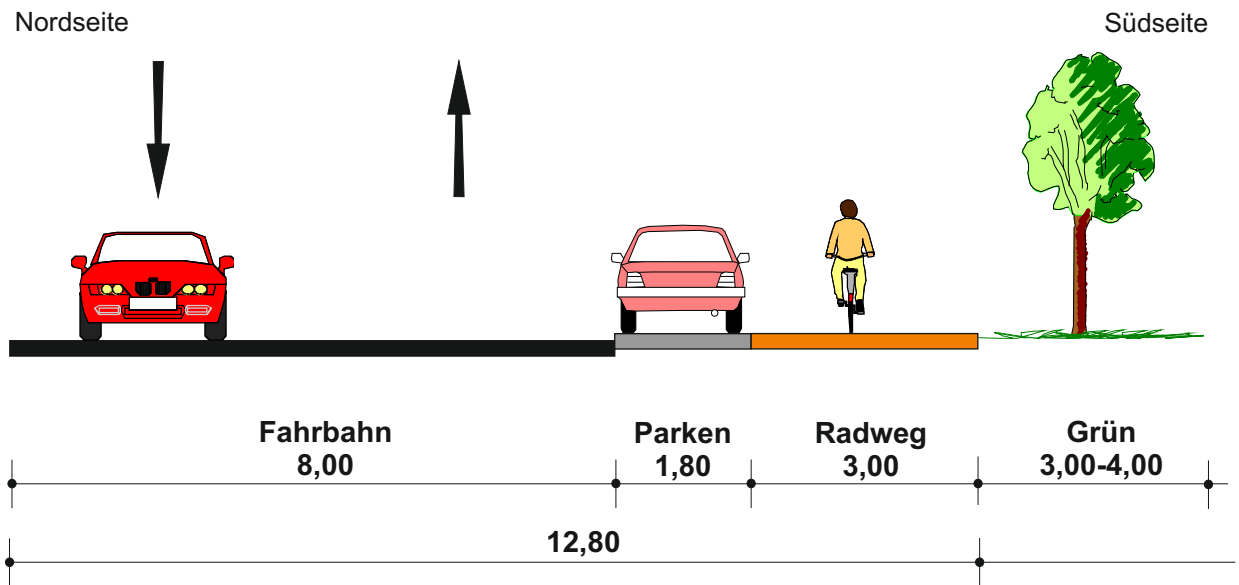 Nordseite
Südseite
Fahrbahn
8,00
Parken
1,80
Radweg
3,00
Grün
3,00-4,00
12,80